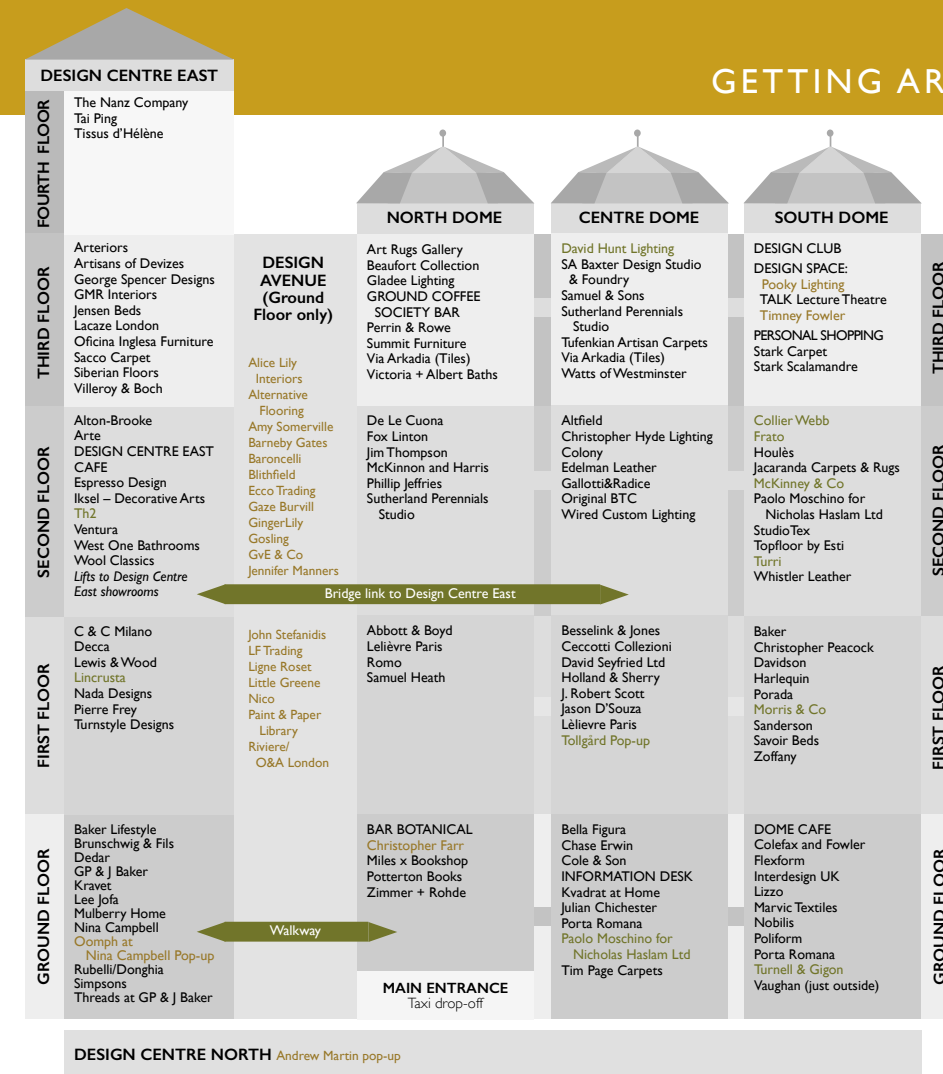 GETTING AR
DESIGN CENTRE EAST
FOURTH FLOOR
The Nanz Company
Tai Ping
Tissus d'Hélène
THIRD FLOOR
Arteriors
Artisans of Devizes
George Spencer Designs
GMR Interiors
Jensen Beds
Lacaze London
Oficina Inglesa Furniture
Sacco Carpet
Siberian Floors
Villeroy & Boch
SECOND FLOOR
Alton-Brooke
Arte
DESIGN CENTRE EAST
CAFE
Espresso Design
Iksel – Decorative Arts
Th2
Ventura
West One Bathrooms
Wool Classics
Lifts to Design Centre
East showrooms
FIRST FLOOR
C & C Milano
Decca
Lewis & Wood
Lincrusta
Nada Designs
Pierre Frey
Turnstyle Designs
GROUND FLOOR
Baker Lifestyle
Brunschwig & Fils
Dedar
GP & J Baker
Kravet
Lee Jofa
Mulberry Home
Nina Campbell
Oomph at
Nina Campbell Pop-up
Rubelli/Donghia
Simpsons
Threads at GP & J Baker
DESIGN
AVENUE
(Ground
Floor only)
Alice Lily
Interiors
Alternative
Flooring
Amy Somerville
Barneby Gates
Baroncelli
Blithfield
Ecco Trading
Gaze Burvill
GingerLily
Gosling
GvE & Co
Jennifer Manners
Bridge link to Design Centre East
John Stefanidis
LF Trading
Ligne Roset
Little Greene
Nico
Paint & Paper
Library
Riviere/
O&A London
Walkway
NORTH DOME
Art Rugs Gallery
Beaufort Collection
Gladee Lighting
GROUND COFFEE
SOCIETY BAR
Perrin & Rowe
Summit Furniture
Via Arkadia (Tiles)
Victoria + Albert Baths
De Le Cuona
Fox Linton
Jim Thompson
McKinnon and Harris
Phillip Jeffries
Sutherland Perennials
Studio
Abbott & Boyd
Lelièvre Paris
Romo
Samuel Heath
BAR BOTANICAL
Christopher Farr
Miles x Bookshop
Potterton Books
Zimmer + Rohde
MAIN ENTRANCE
Taxi drop-off
CENTRE DOME
David Hunt Lighting
SA Baxter Design Studio
& Foundry
Samuel & Sons
Sutherland Perennials
Studio
Tufenkian Artisan Carpets
Via Arkadia (Tiles)
Watts of Westminster
Altfield
Christopher Hyde Lighting
Colony
Edelman Leather
Gallotti&Radice
Original BTC
Wired Custom Lighting
Besselink & Jones
Ceccotti Collezioni
David Seyfried Ltd
Holland & Sherry
J. Robert Scott
Jason D'Souza
Lèlievre Paris
Tollgård Pop-up
Bella Figura
Chase Erwin
Cole & Son
INFORMATION DESK
Kvadrat at Home
Julian Chichester
Porta Romana
Paolo Moschino for
Nicholas Haslam Ltd
Tim Page Carpets
SOUTH DOME
DESIGN CLUB
DESIGN SPACE:
Pooky Lighting
TALK Lecture Theatre
Timney Fowler
PERSONAL SHOPPING
Stark Carpet
Stark Scalamandre
Collier Webb
Frato
Houlès
Jacaranda Carpets & Rugs
McKinney & Co
Paolo Moschino for
Nicholas Haslam Ltd
StudioTex
Topfloor by Esti
Turri
Whistler Leather
Baker
Christopher Peacock
Davidson
Harlequin
Porada
Morris & Co
Sanderson
Savoir Beds
Zoffany
DOME CAFE
Colefax and Fowler
Flexform
Interdesign UK
Lizzo
Marvic Textiles
Nobilis
Poliform
Porta Romana
Turnell & Gigon
Vaughan (just outside)
THIRD FLOOR
SECOND FLOOR
FIRST FLOOR
GROUND FLOOR
DESIGN CENTRE NORTH Andrew Martin pop-up